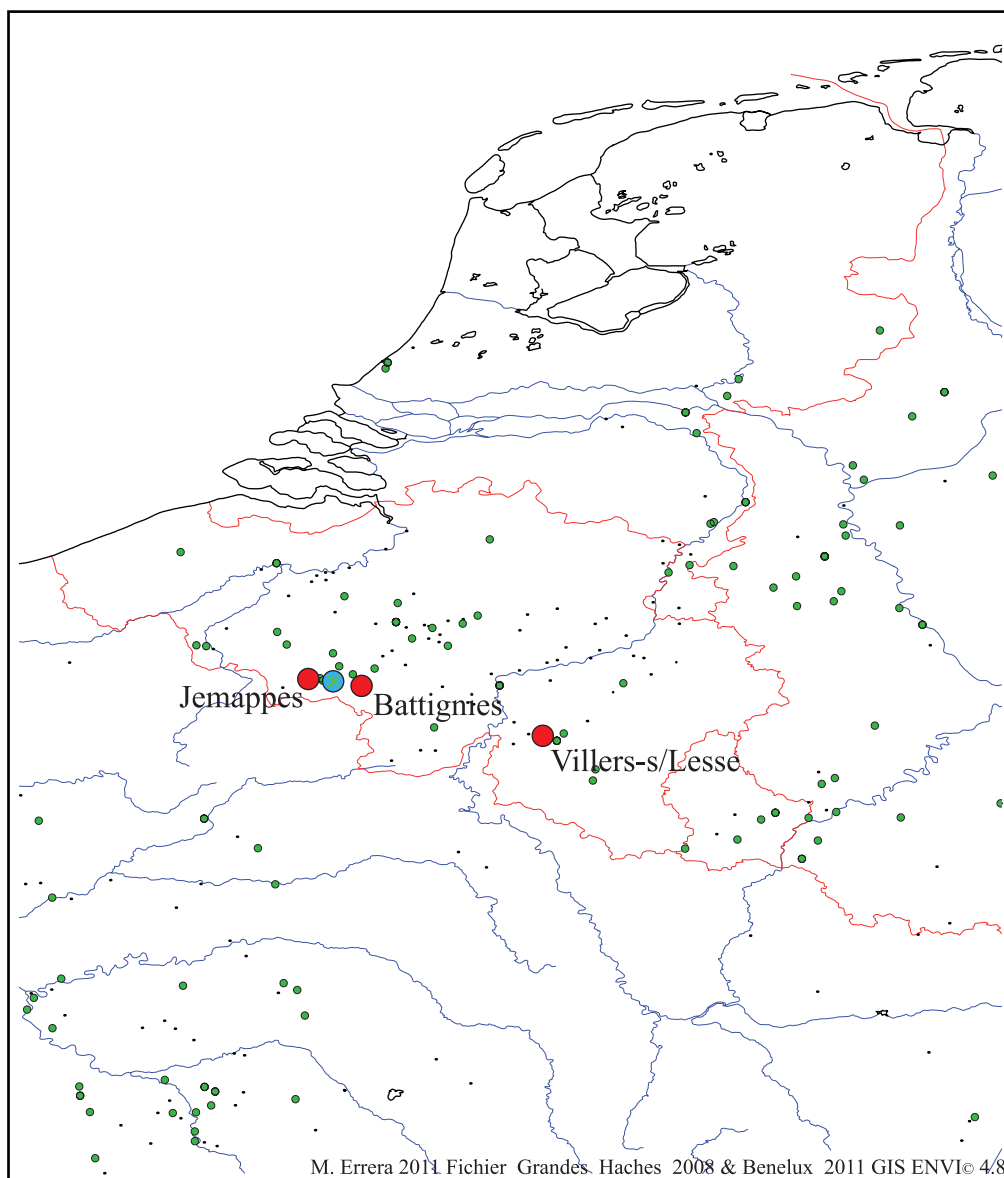 Jemappes
Battignies
Villers-s/Lesse
M. Errera 2011 Fichier Grandes Haches 2008 & Benelux 2011 GIS ENVI© 4.8